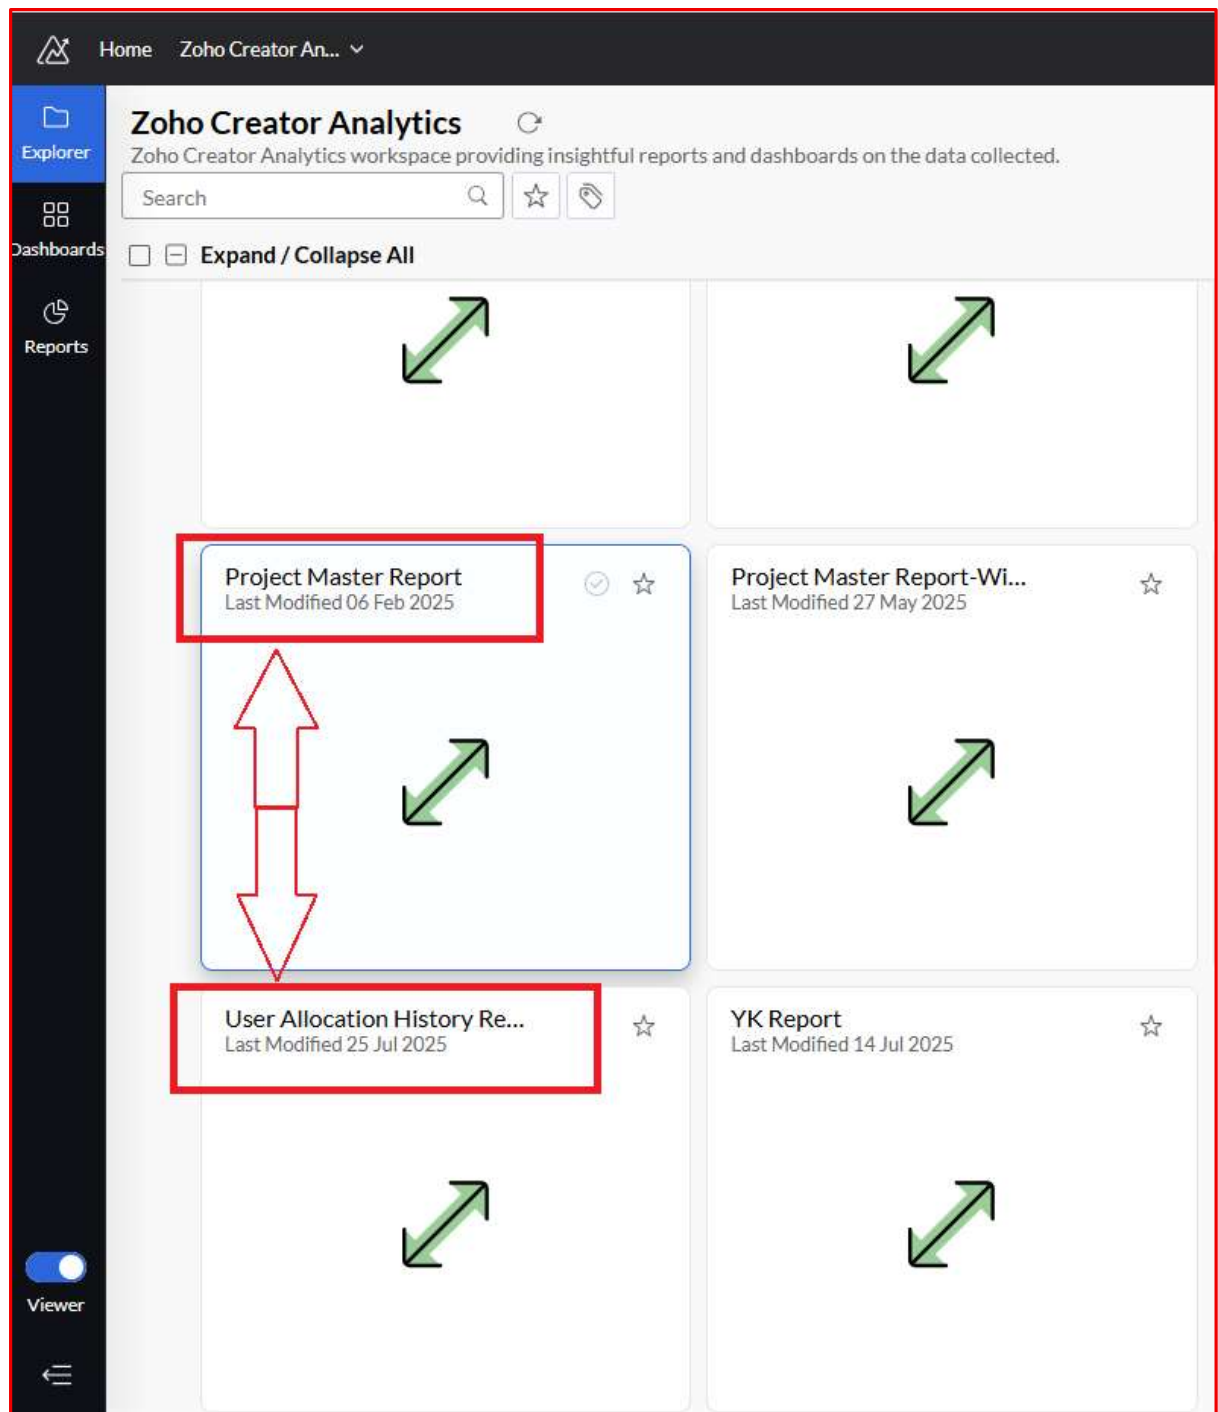 Home Zoho Creator An...
Explorer
Dashboards
Reports
Zoho Creator Analytics
Zoho Creator Analytics workspace providing insightful reports and dashboards on the data collected.
Search
Expand / Collapse All
Project Master Report
Last Modified 06 Feb 2025
Project Master Report-Wi...
Last Modified 27 May 2025
User Allocation History Re...
Last Modified 25 Jul 2025
YK Report
Last Modified 14 Jul 2025
Viewer